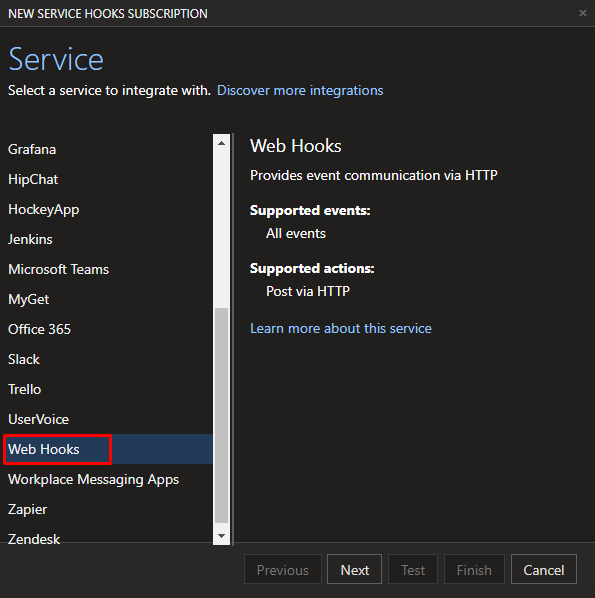 NEW SERVICE HOOKS SUBSCRIPTION
Service
Select a service to integrate with. Discover more integrations
Grafana
HipChat
HockeyApp
Jenkins
Microsoft Teams
MyGet
Office 365
Slack
Trello
UserVoice
Web Hooks
Workplace Messaging Apps
Zapier
Zendesk
Web Hooks
Provides event communication via HTTP
Supported events:
All events
Supported actions:
Post via HTTP
Learn more about this service
Previous Next Test Finish Cancel